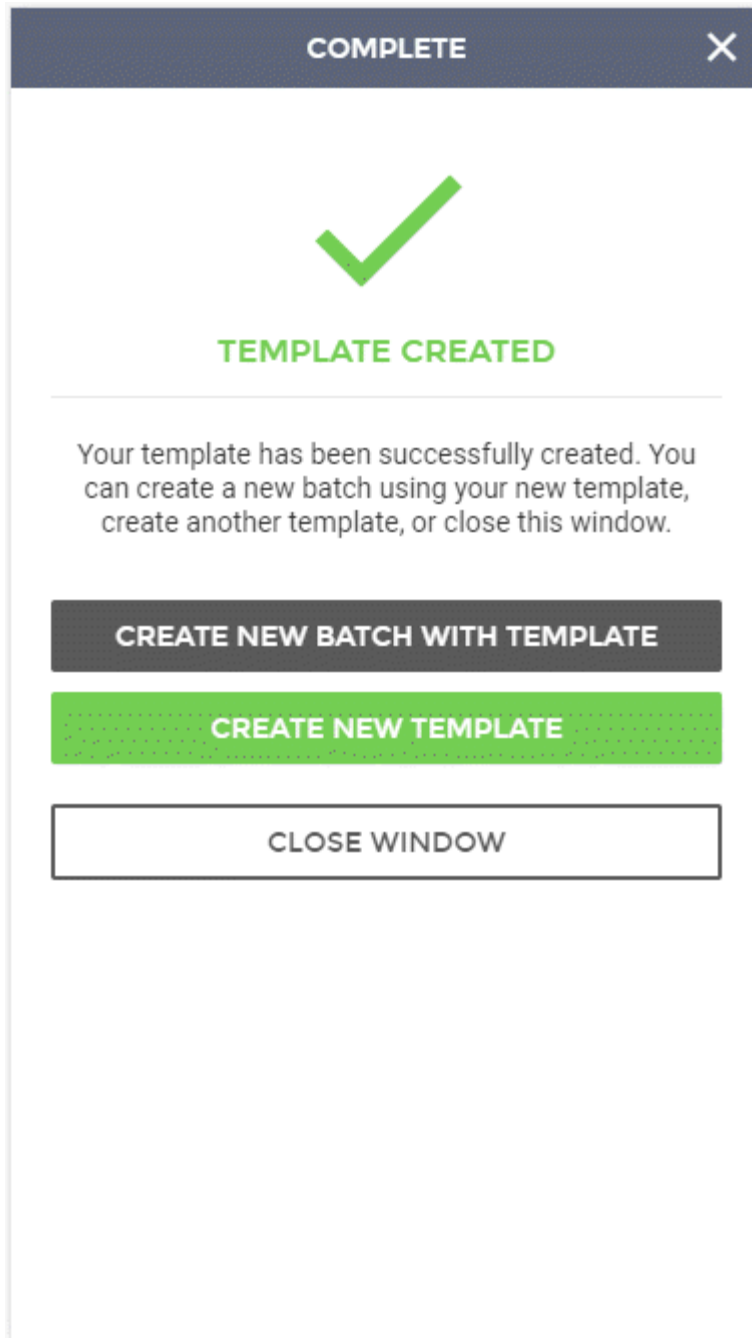 COMPLETE
TEMPLATE CREATED
Your template has been successfully created. You
can create a new batch using your new template,
create another template, or close this window.
CREATE NEW BATCH WITH TEMPLATE
CREATE NEW TEMPLATE
CLOSE WINDOW